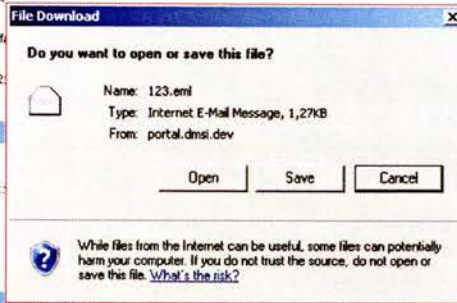 File Download
Do you want to open or save this file?
Name: 123.eml
Type: Internet E-Mail Message, 1,27KB
From: portal.dmsi.dev
Open Save Cancel
While files from the Internet can be useful, some files can potentially
harm your computer. If you do not trust the source, do not open or
save this file. What's the risk?